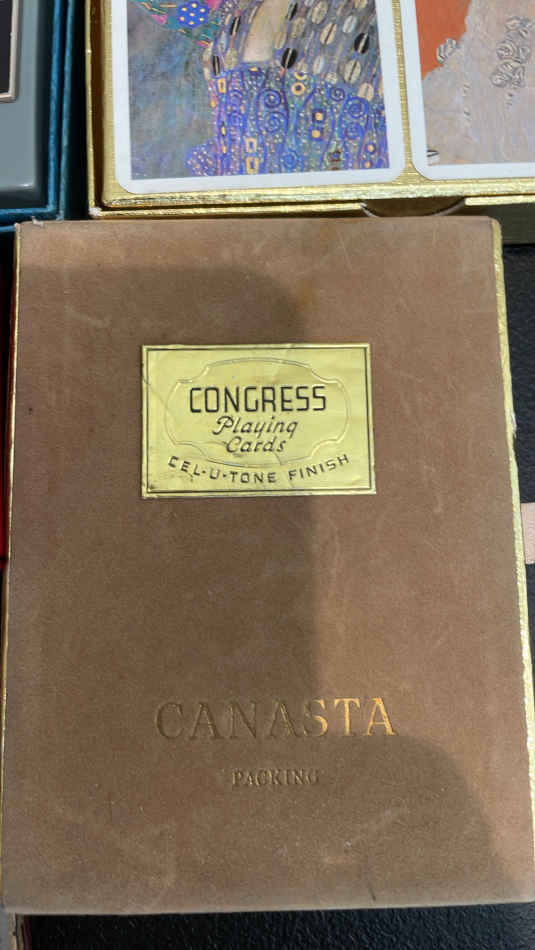 CONGRESS
Playing
Cards
CEL-U-TONE FINISH
CANASTA
PACKING